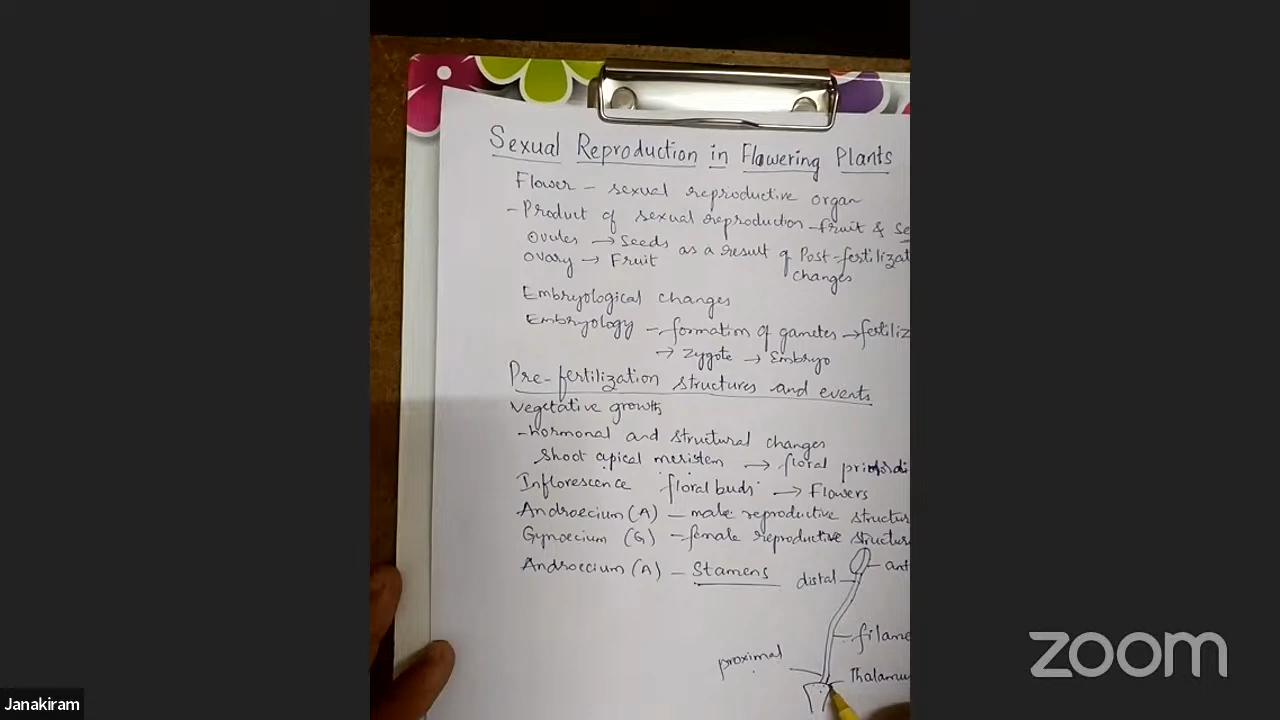 Sexual Reproduction in Flowering Plants
Flower - sexual reproductive organ
- Product of sexual reproduction - fruit & se
Ovules → Seeds as a result of Post-fertilizat
Ovary → Fruit changes
Embryological changes
Embryology - formation of gametes → fertiliz
→ Zygote → Embryo
Pre-fertilization structures and events
Vegetative growth
- hormonal and structural changes
Shoot apical meristem → floral primordi
Inflorescence floral buds → Flowers
Androecium (A) - male reproductive structur
Gynoecium (G) - female reproductive structur
Androecium (A) - Stamens
distal
ant
filame
proximal
Thalamu
zoom
Janakiram